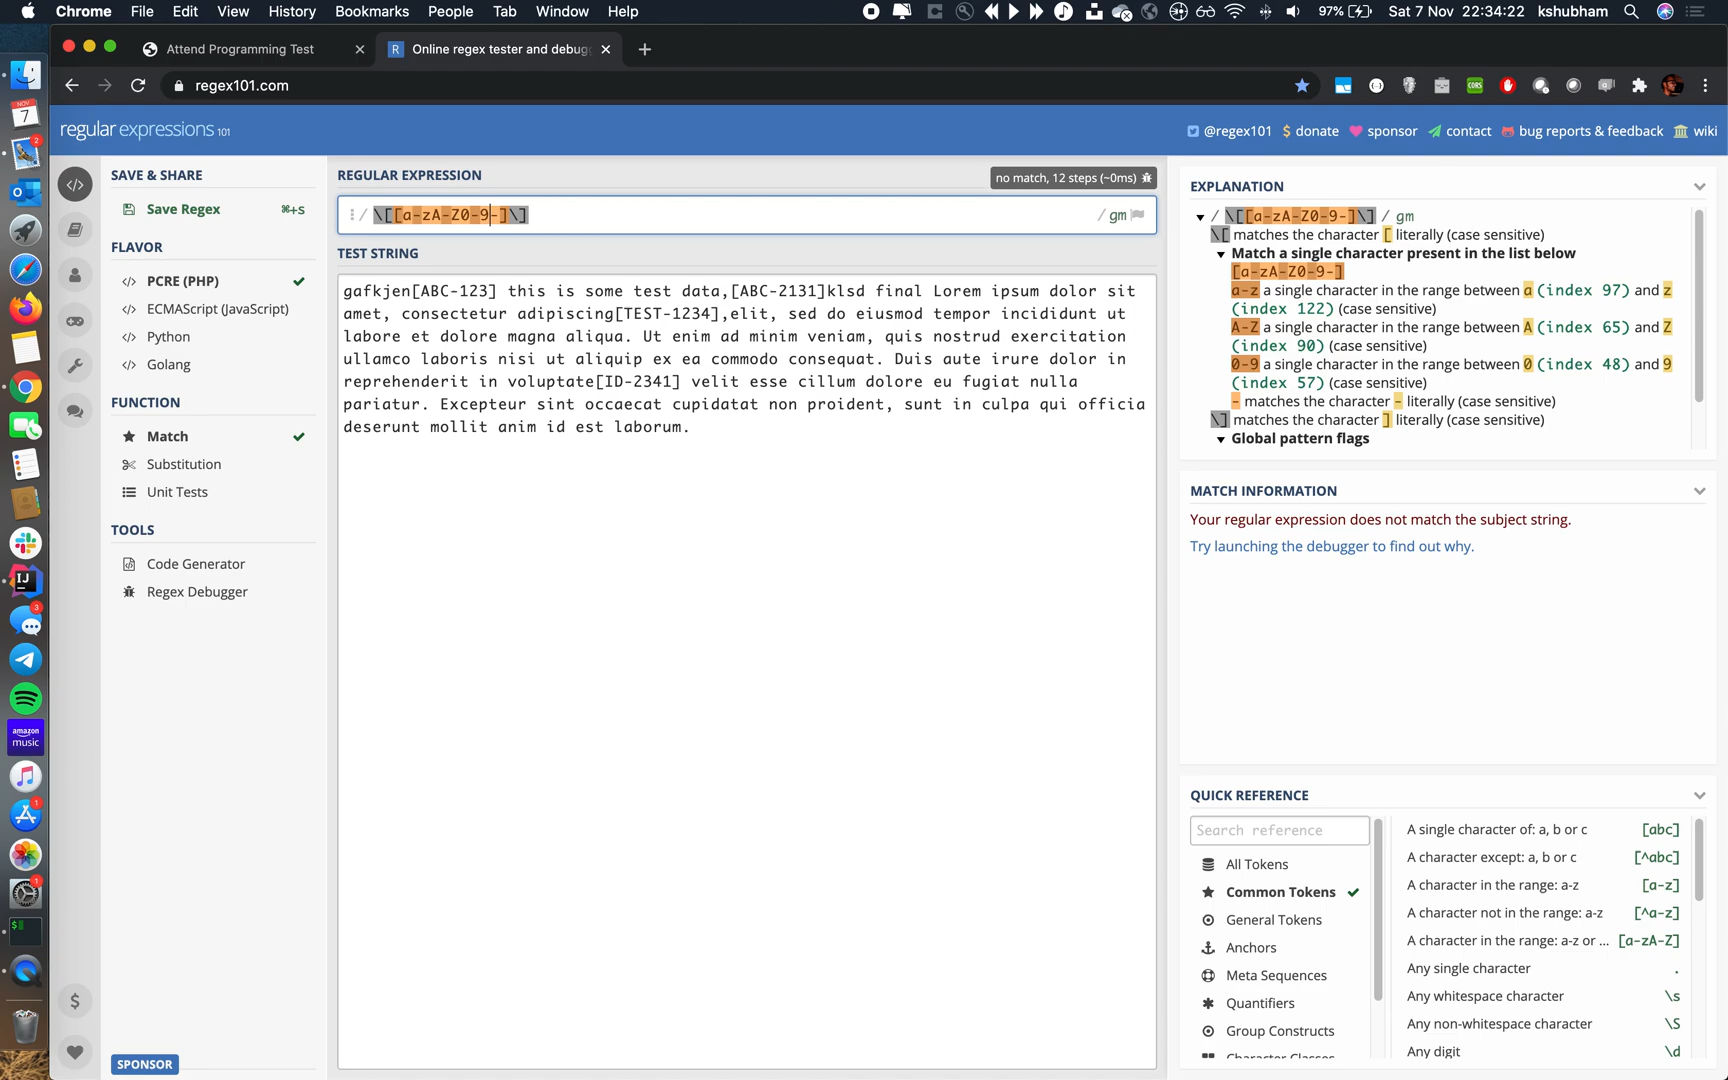 Chrome File Edit View History Bookmarks People Tab Window Help 97% Sat 7 Nov 22:34:22 kshubham
Attend Programming Test
Online regex tester and debug
regex101.com
regular expressions 101
@regex101 $ donate sponsor contact bug reports & feedback wiki
SAVE & SHARE
Save Regex ⌘+S
FLAVOR
</> PCRE (PHP)
</> ECMAScript (JavaScript)
</> Python
</> Golang
FUNCTION
Match
Substitution
Unit Tests
TOOLS
Code Generator
Regex Debugger
SPONSOR
REGULAR EXPRESSION
no match, 12 steps (~0ms)
/ \[[a-zA-Z0-9-]\] / gm
TEST STRING
gafkjen[ABC-123] this is some test data,[ABC-2131]klsd final Lorem ipsum dolor sit
amet, consectetur adipiscing[TEST-1234],elit, sed do eiusmod tempor incididunt ut
labore et dolore magna aliqua. Ut enim ad minim veniam, quis nostrud exercitation
ullamco laboris nisi ut aliquip ex ea commodo consequat. Duis aute irure dolor in
reprehenderit in voluptate[ID-2341] velit esse cillum dolore eu fugiat nulla
pariatur. Excepteur sint occaecat cupidatat non proident, sunt in culpa qui officia
deserunt mollit anim id est laborum.
EXPLANATION
/ \[[a-zA-Z0-9-]\] / gm
\[ matches the character [ literally (case sensitive)
Match a single character present in the list below
[a-zA-Z0-9-]
a-z a single character in the range between a (index 97) and z
(index 122) (case sensitive)
A-Z a single character in the range between A (index 65) and Z
(index 90) (case sensitive)
0-9 a single character in the range between 0 (index 48) and 9
(index 57) (case sensitive)
- matches the character - literally (case sensitive)
\] matches the character ] literally (case sensitive)
Global pattern flags
MATCH INFORMATION
Your regular expression does not match the subject string.
Try launching the debugger to find out why.
QUICK REFERENCE
Search reference
All Tokens
Common Tokens
General Tokens
Anchors
Meta Sequences
Quantifiers
Group Constructs
Character Classes
A single character of: a, b or c [abc]
A character except: a, b or c [^abc]
A character in the range: a-z [a-z]
A character not in the range: a-z [^a-z]
A character in the range: a-z or ... [a-zA-Z]
Any single character .
Any whitespace character \s
Any non-whitespace character \S
Any digit \d
NOV
7
2
IJ
3
amazon
music
1
1
$
CORS